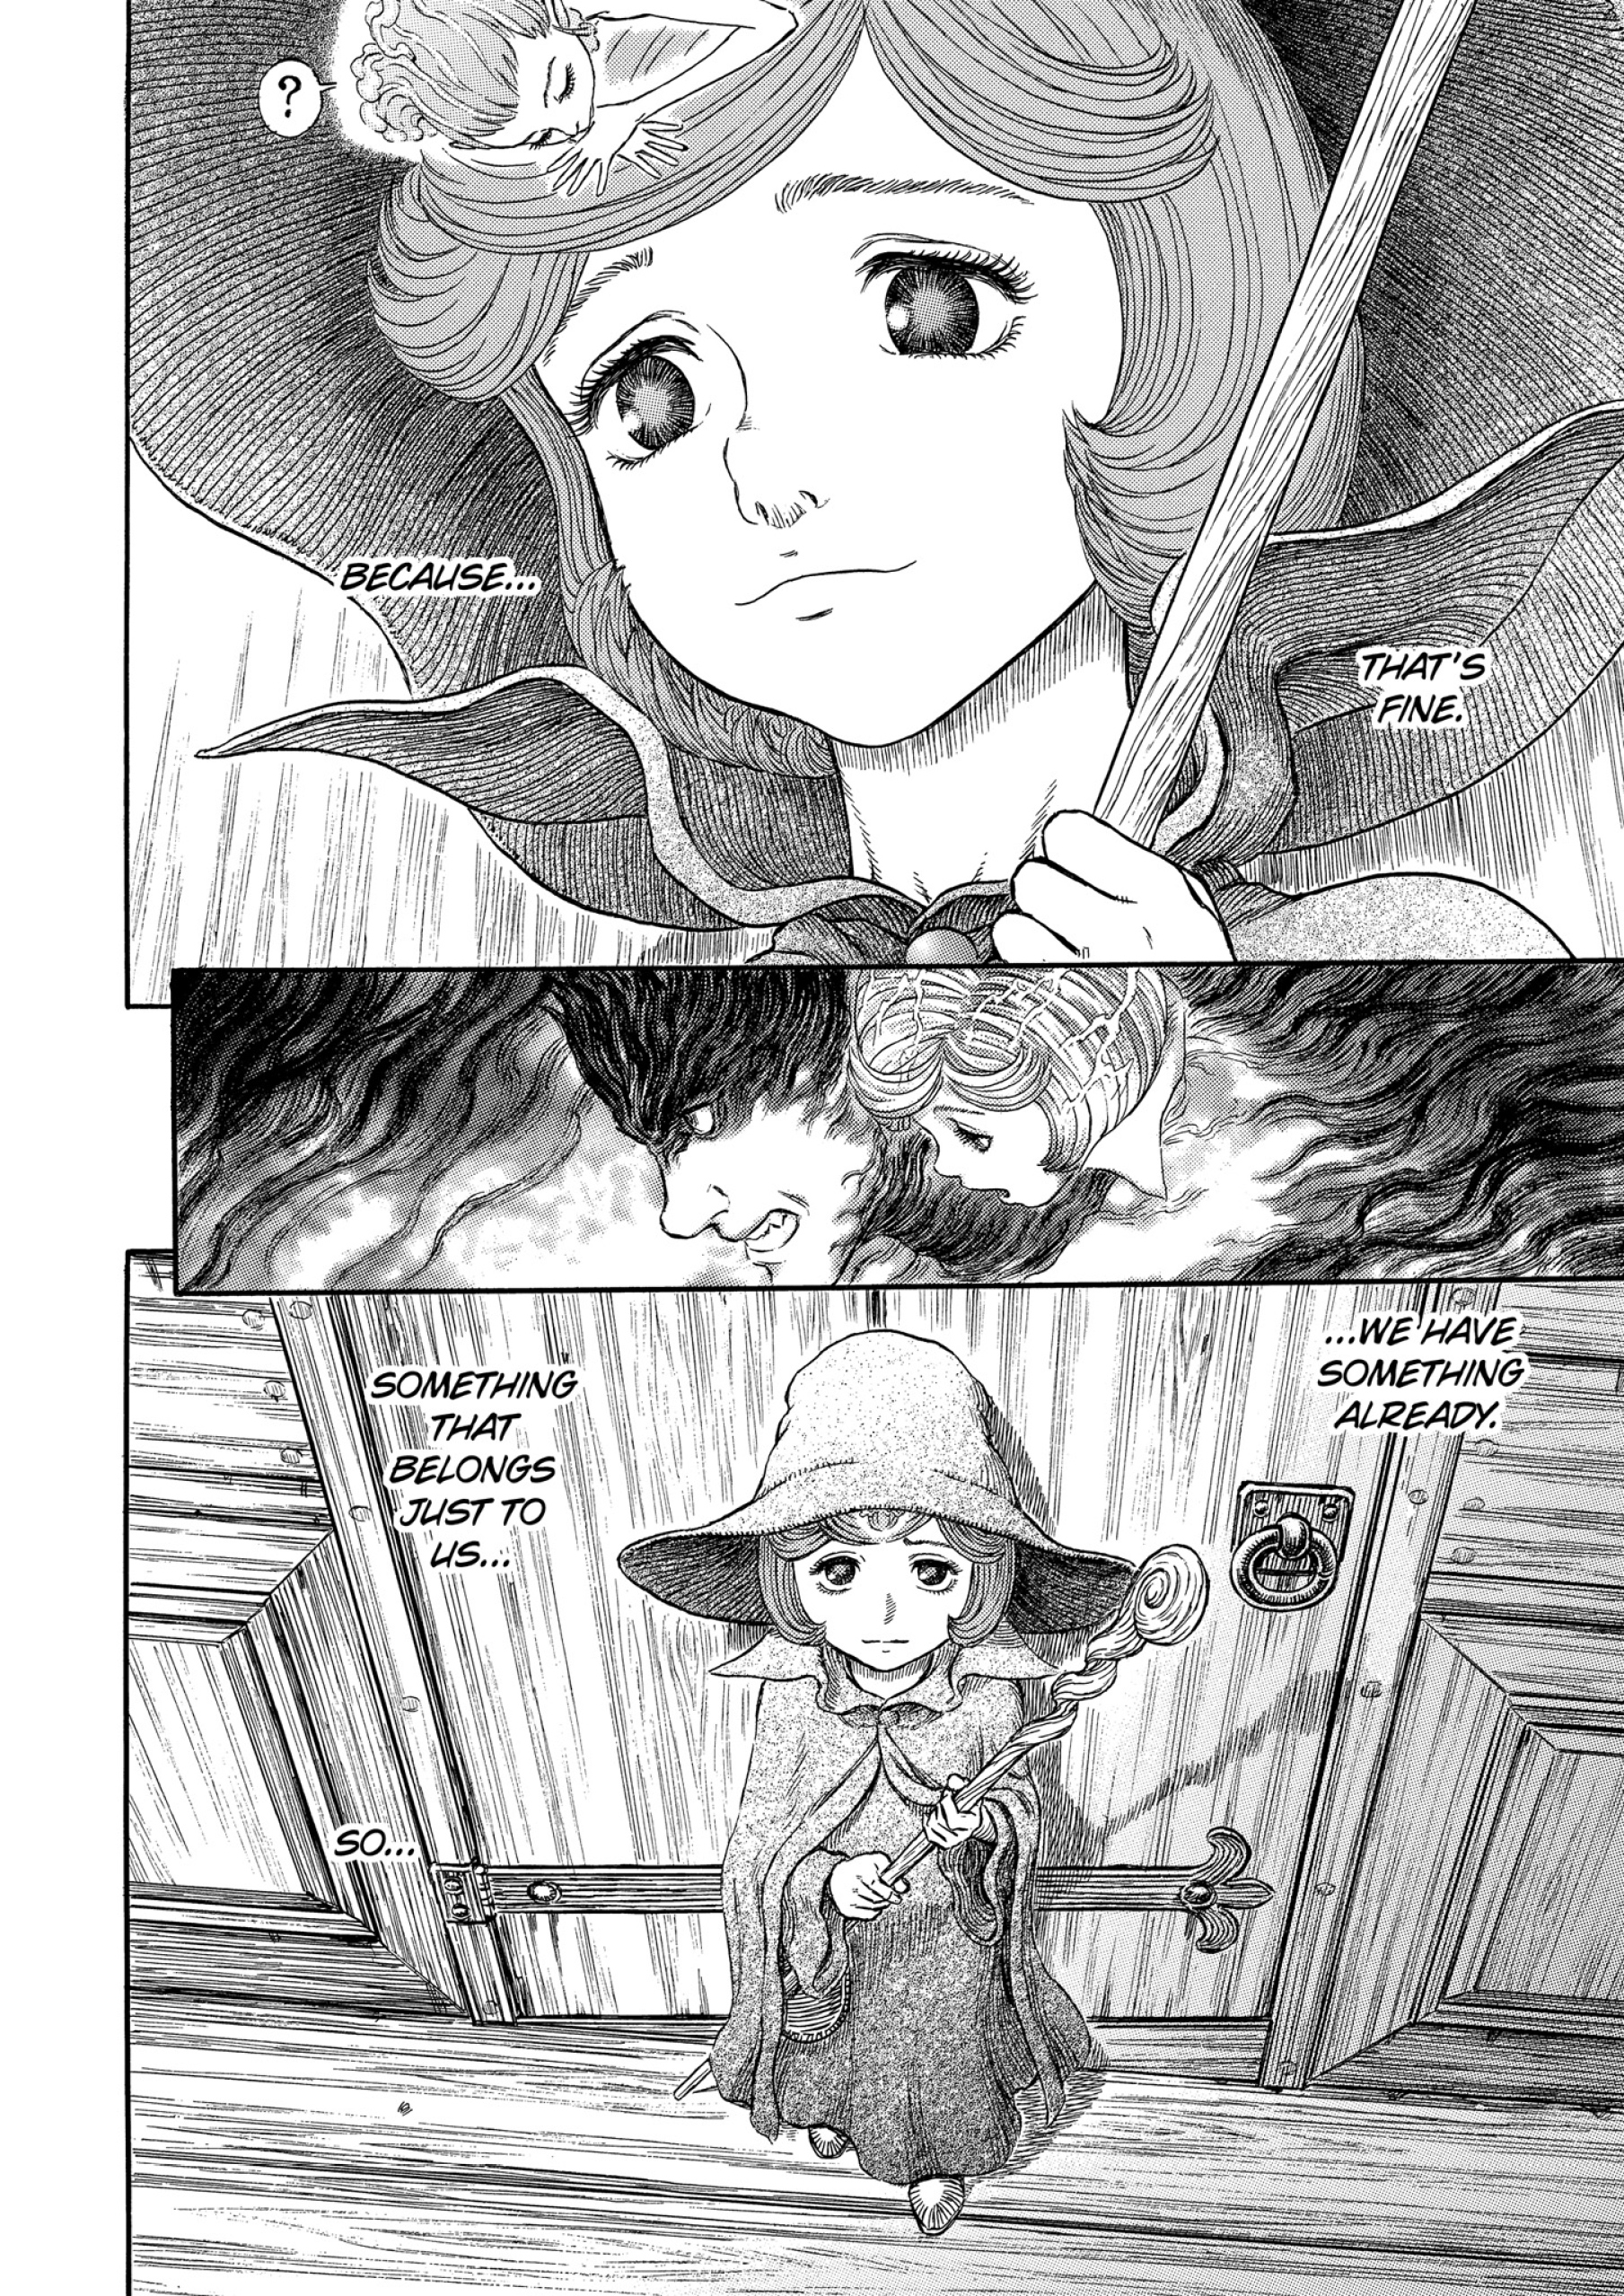 ?
THAT'S
FINE.
BECAUSE...
...WE HAVE
SOMETHING
ALREADY.
SOMETHING
THAT
BELONGS
JUST TO
US...
SO...